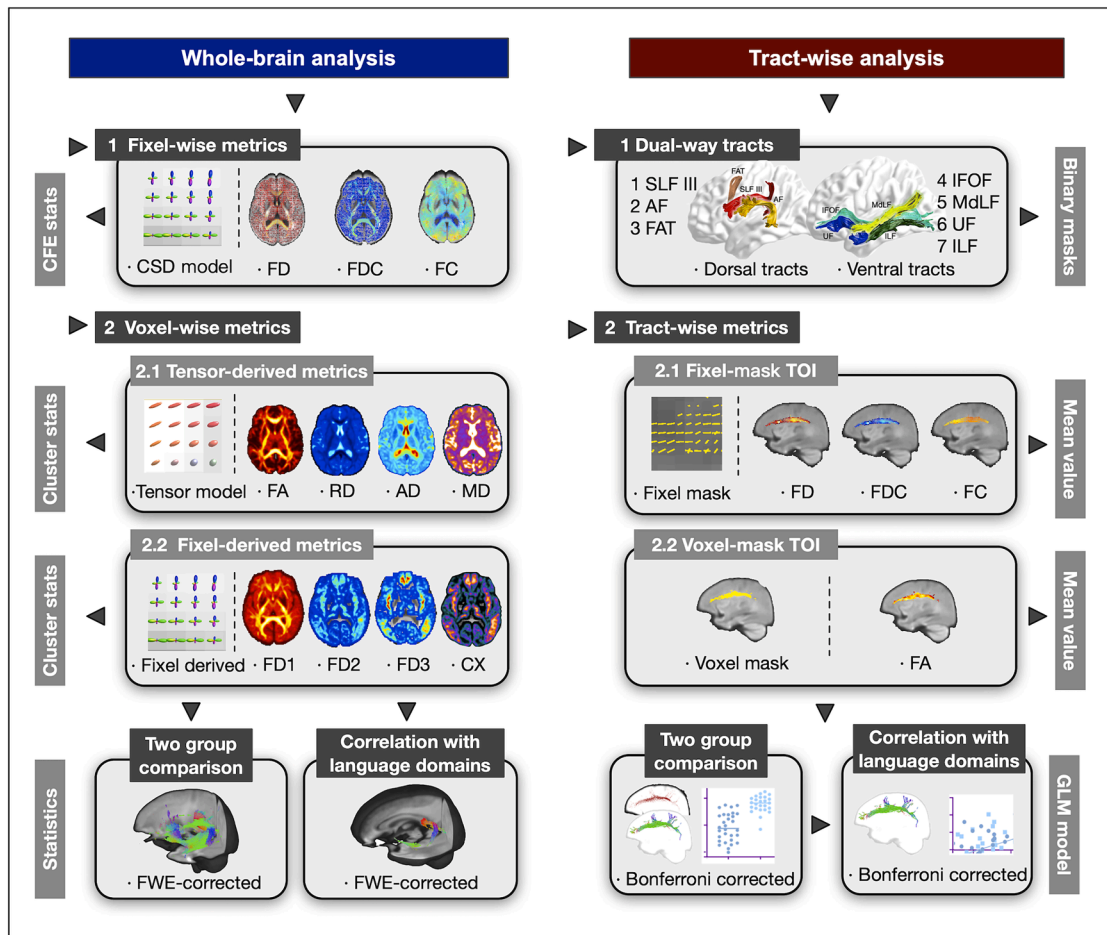 Whole-brain analysis
1 Fixel-wise metrics
CFE stats
· CSD model
· FD
· FDC
· FC
2 Voxel-wise metrics
2.1 Tensor-derived metrics
Cluster stats
·Tensor model
· FA
· RD
· AD
· MD
2.2 Fixel-derived metrics
Cluster stats
· Fixel derived
· FD1
· FD2
· FD3
· CX
Statistics
Two group
comparison
· FWE-corrected
Correlation with
language domains
· FWE-corrected
Tract-wise analysis
1 Dual-way tracts
1 SLF III
2 AF
3 FAT
FAT
SLF III
AF
· Dorsal tracts
IFOF
MdLF
UF
ILF
· Ventral tracts
4 IFOF
5 MdLF
6 UF
7 ILF
Binary masks
2 Tract-wise metrics
2.1 Fixel-mask TOI
· Fixel mask
· FD
· FDC
· FC
Mean value
2.2 Voxel-mask TOI
· Voxel mask
· FA
Mean value
Two group
comparison
· Bonferroni corrected
Correlation with
language domains
· Bonferroni corrected
GLM model